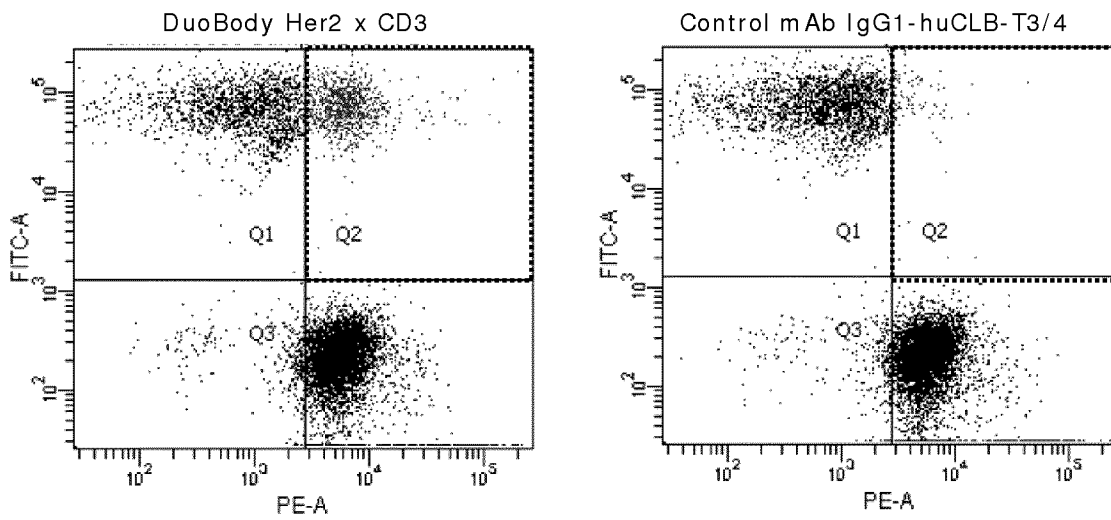 DuoBody Her2 x CD3
10^5
10^4
10^3
10^2
FITC-A
Q1
Q2
Q3
10^2
10^3
10^4
10^5
PE-A
Control mAb IgG1-huCLB-T3/4
10^5
10^4
10^3
10^2
FITC-A
Q1
Q2
Q3
10^2
10^3
10^4
10^5
PE-A